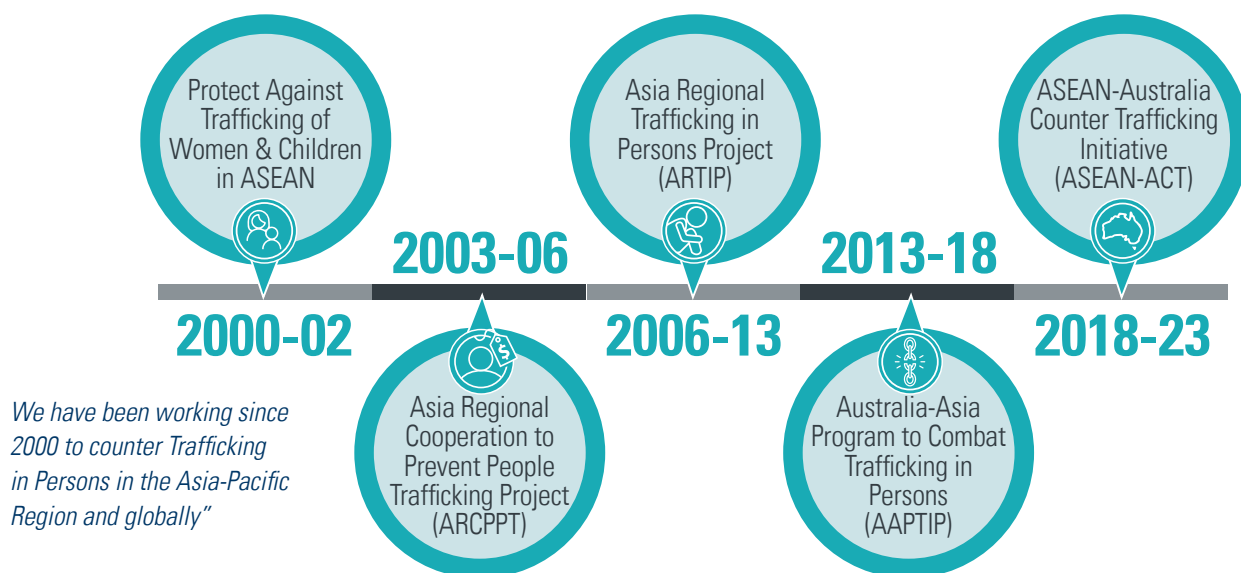 Protect Against
Trafficking of
Women & Children
in ASEAN
2000-02
2003-06
Asia Regional
Cooperation to
Prevent People
Trafficking Project
(ARCPPT)
Asia Regional
Trafficking in
Persons Project
(ARTIP)
2006-13
2013-18
Australia-Asia
Program to Combat
Trafficking in
Persons
(AAPTIP)
ASEAN-Australia
Counter Trafficking
Initiative
(ASEAN-ACT)
2018-23
We have been working since
2000 to counter Trafficking
in Persons in the Asia-Pacific
Region and globally”
$